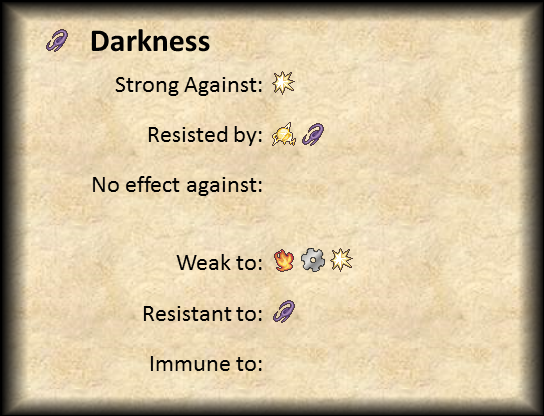 Darkness
Strong Against:
Resisted by:
No effect against:
Weak to:
Resistant to:
Immune to: